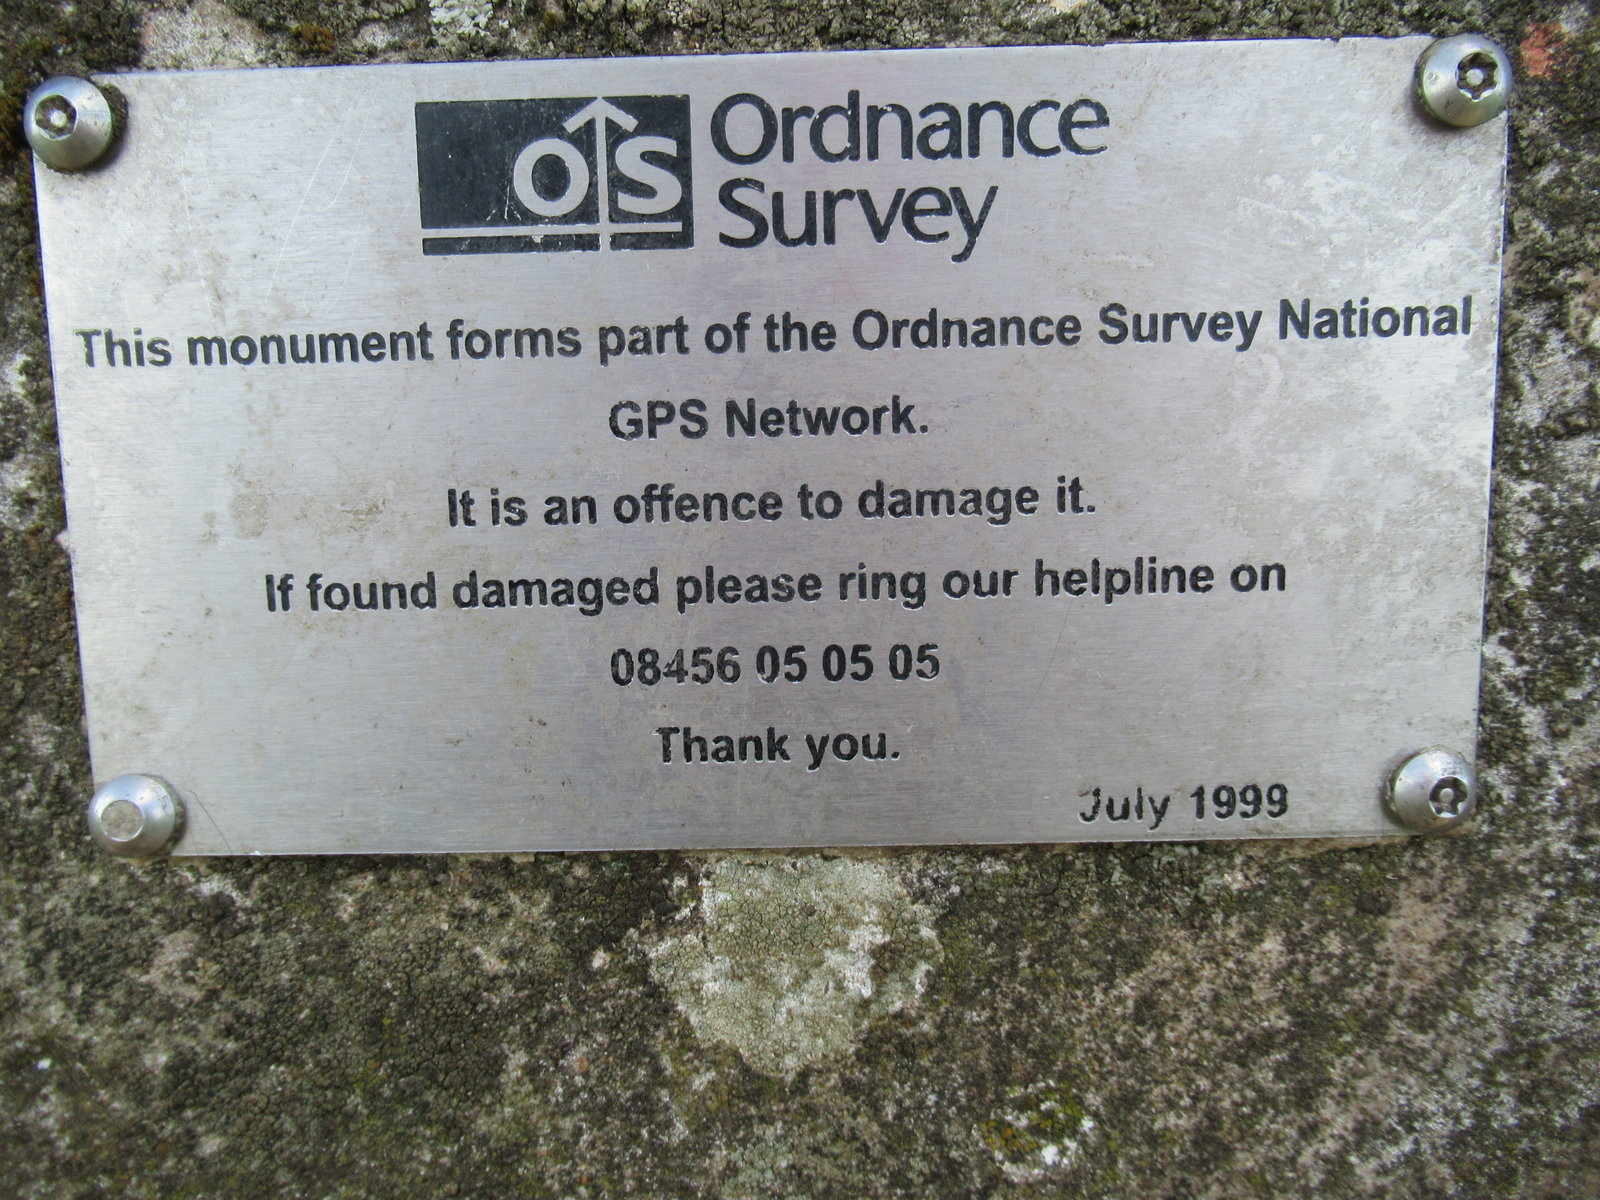 OS Ordnance
Survey
This monument forms part of the Ordnance Survey National
GPS Network.
It is an offence to damage it.
If found damaged please ring our helpline on
08456 05 05 05
Thank you.
July 1999